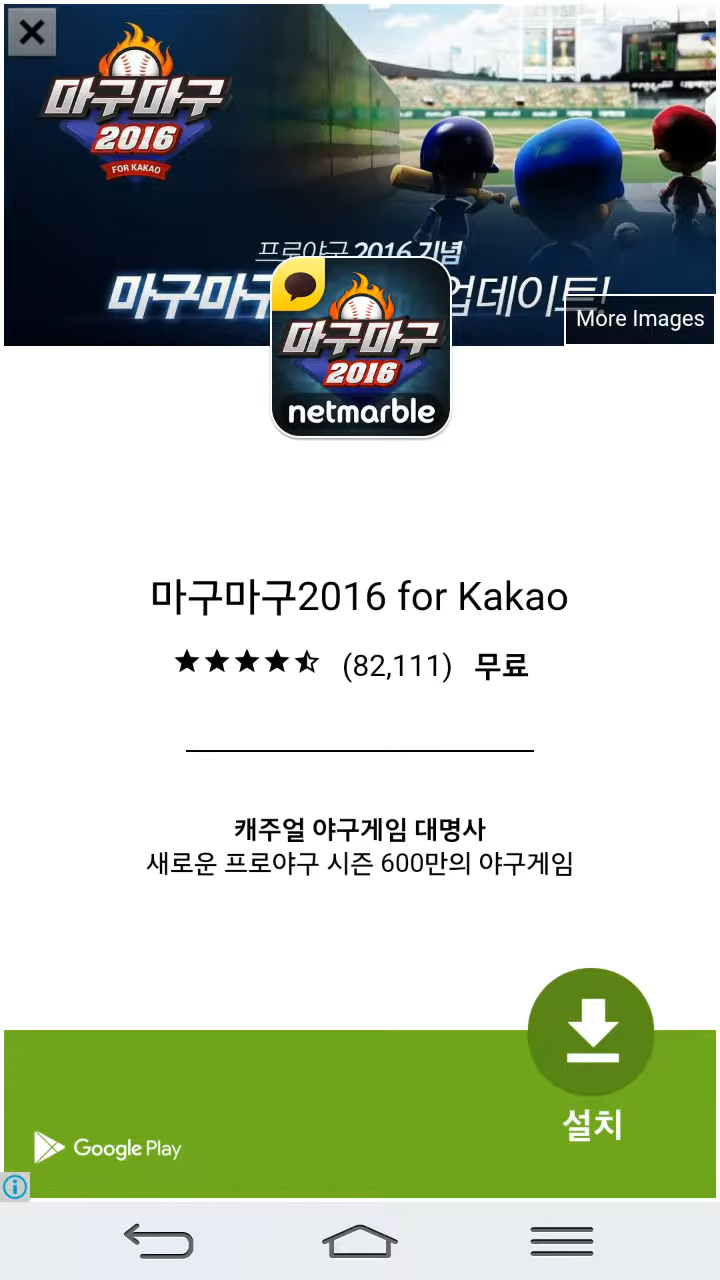 마구마구
2016
FOR KAKAO
프로야구 2016 기념
마구마구 업데이트!
More Images
마구마구
2016
netmarble
마구마구2016 for Kakao
(82,111) 무료
캐주얼 야구게임 대명사
새로운 프로야구 시즌 600만의 야구게임
설치
Google Play